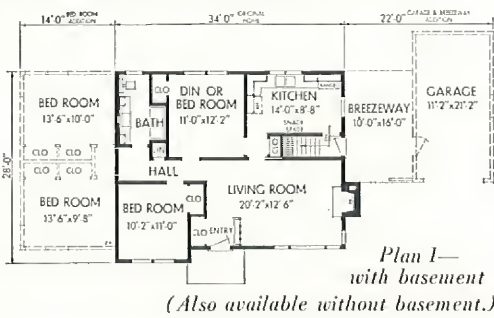 14'0" BED ROOM ADDITION
34'0" ORIGINAL HOME
22'0" GARAGE & BREEZEWAY ADDITION
28'0"
BED ROOM
13'6"x10'0"
CLO
CLO
BED ROOM
13'6"x9'8"
BATH
CLO
LIN
HALL
DIN OR
BED ROOM
11'0"x12'2"
KITCHEN
14'0"x8'8"
RANGE
SNACK
SPACE
CLO
BREEZEWAY
10'0"x16'0"
GARAGE
11'2"x21'2"
BED ROOM
10'2"x11'0"
CLO
CLO
ENTRY
LIVING ROOM
20'2"x12'6"
Plan 1—
with basement
(Also available without basement.)